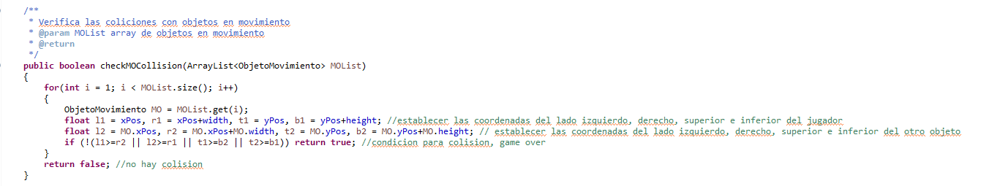 /**
 * Verifica las coliciones con objetos en movimiento
 * @param MOList array de objetos en movimiento
 * @return
 */
public boolean checkMOCollision(ArrayList<ObjetoMovimiento> MOList)
{
    for(int i = 1; i < MOList.size(); i++)
    {
        ObjetoMovimiento MO = MOList.get(i);
        float l1 = xPos, r1 = xPos+width, t1 = yPos, b1 = yPos+height; //establecer las coordenadas del lado izquierdo, derecho, superior e inferior del jugador
        float l2 = MO.xPos, r2 = MO.xPos+MO.width, t2 = MO.yPos, b2 = MO.yPos+MO.height; // establecer las coordenadas del lado izquierdo, derecho, superior e inferior del otro objeto
        if (!(l1>=r2 || l2>=r1 || t1>=b2 || t2>=b1)) return true; //condicion para colision, game over
    }
    return false; //no hay colision
}